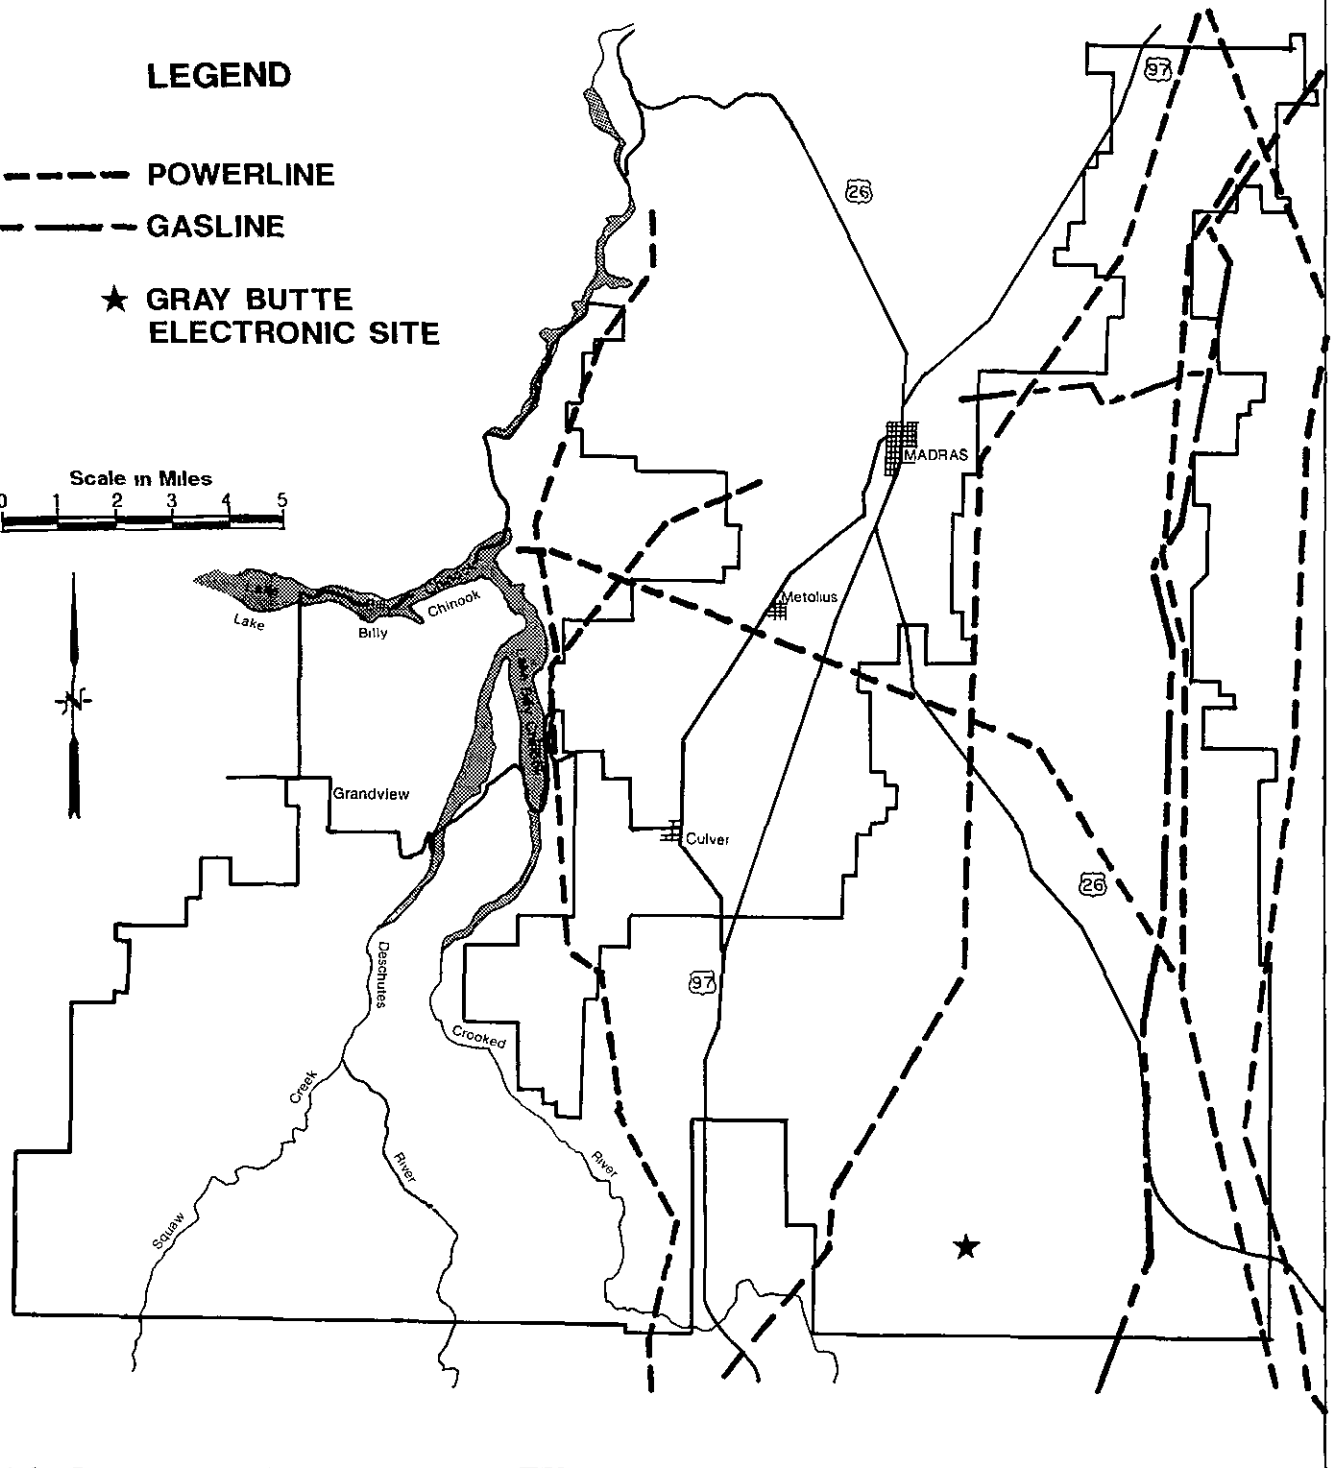 LEGEND
POWERLINE
GASLINE
★ GRAY BUTTE
ELECTRONIC SITE
Scale in Miles
0 1 2 3 4 5
N
97
26
MADRAS
Metolius
Lake
Billy
Chinook
Grandview
Culver
26
97
Deschutes
Crooked
Creek
River
River
Squaw